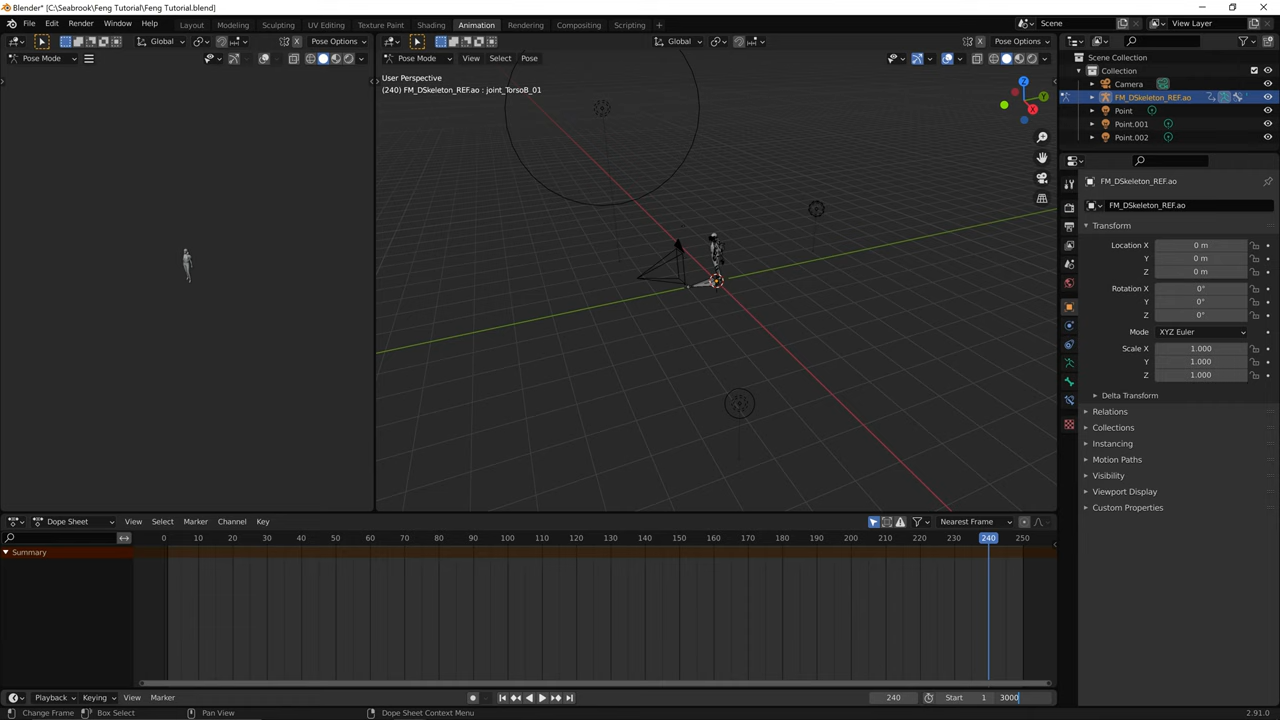 Blender* [C:\Seabrook\Feng Tutorial\Feng Tutorial.blend]
File Edit Render Window Help Layout Modeling Sculpting UV Editing Texture Paint Shading Animation Rendering Compositing Scripting Scene View Layer
Global Pose Options Global Pose Options
Pose Mode Pose Mode View Select Pose
User Perspective
(240) FM_DSkeleton_REF.ao : joint_TorsoB_01
Z
Y
X
Scene Collection
Collection
Camera
FM_DSkeleton_REF.ao
Point
Point.001
Point.002
FM_DSkeleton_REF.ao
FM_DSkeleton_REF.ao
Transform
Location X 0 m
Y 0 m
Z 0 m
Rotation X 0°
Y 0°
Z 0°
Mode XYZ Euler
Scale X 1.000
Y 1.000
Z 1.000
Delta Transform
Relations
Collections
Instancing
Motion Paths
Visibility
Viewport Display
Custom Properties
Dope Sheet View Select Marker Channel Key Nearest Frame
0 10 20 30 40 50 60 70 80 90 100 110 120 130 140 150 160 170 180 190 200 210 220 230 240 250
Summary
Playback Keying View Marker 240 Start 1 3000
Change Frame Box Select Pan View Dope Sheet Context Menu 2.91.0